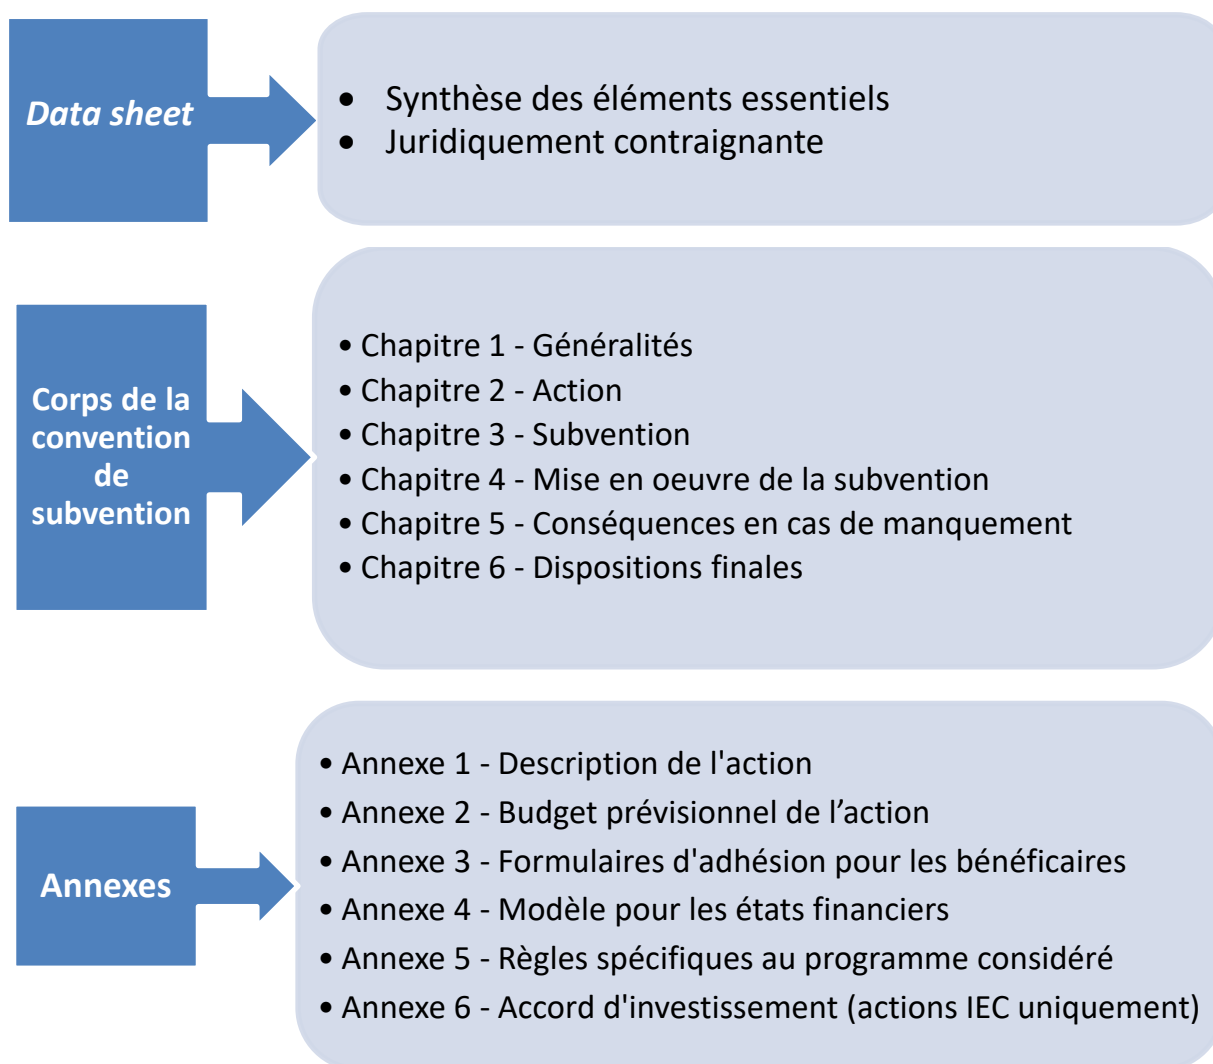 Data sheet
• Synthèse des éléments essentiels
• Juridiquement contraignante
Corps de la
convention
de
subvention
• Chapitre 1 - Généralités
• Chapitre 2 - Action
• Chapitre 3 - Subvention
• Chapitre 4 - Mise en oeuvre de la subvention
• Chapitre 5 - Conséquences en cas de manquement
• Chapitre 6 - Dispositions finales
Annexes
• Annexe 1 - Description de l'action
• Annexe 2 - Budget prévisionnel de l’action
• Annexe 3 - Formulaires d'adhésion pour les bénéficaires
• Annexe 4 - Modèle pour les états financiers
• Annexe 5 - Règles spécifiques au programme considéré
• Annexe 6 - Accord d'investissement (actions IEC uniquement)